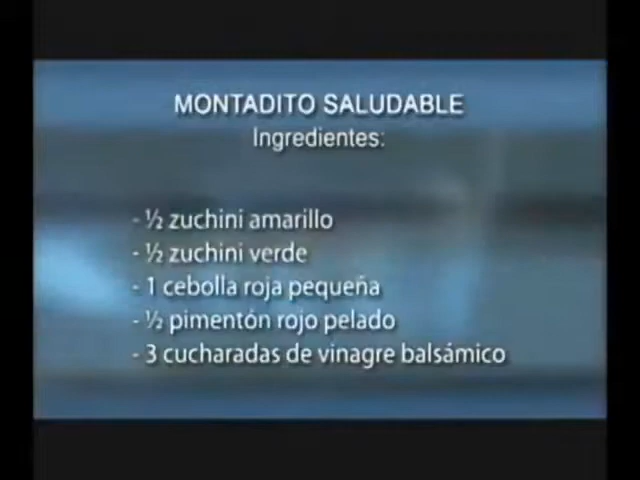 MONTADITO SALUDABLE
Ingredientes:
- ½ zuchini amarillo
- ½ zuchini verde
- 1 cebolla roja pequeña
- ½ pimentón rojo pelado
- 3 cucharadas de vinagre balsámico